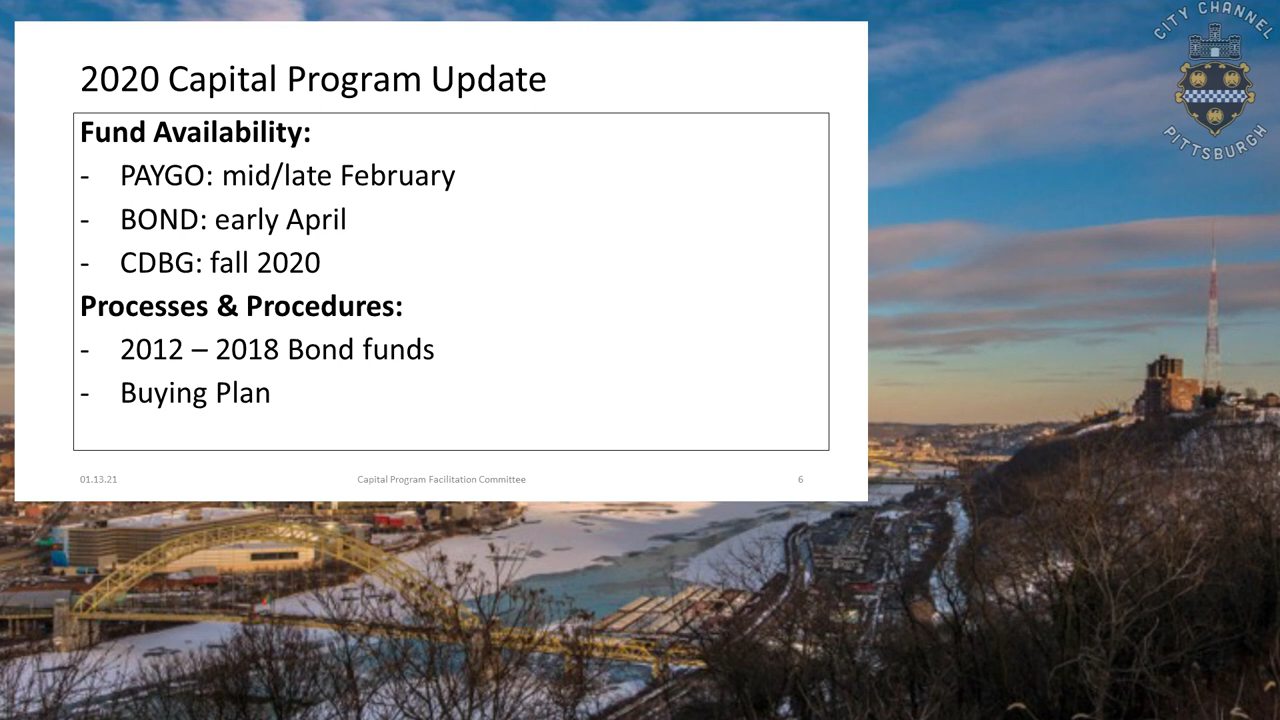 2020 Capital Program Update
Fund Availability:
- PAYGO: mid/late February
- BOND: early April
- CDBG: fall 2020
Processes & Procedures:
- 2012 – 2018 Bond funds
- Buying Plan
01.13.21
Capital Program Facilitation Committee
6
CITY CHANNEL
PITTSBURGH